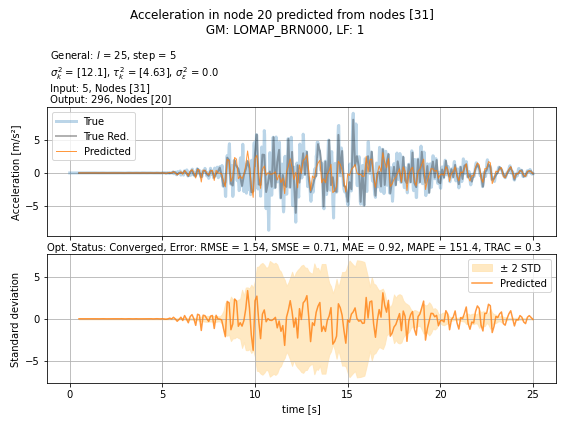 Acceleration in node 20 predicted from nodes [31]
GM: LOMAP_BRN000, LF: 1
General: l = 25, step = 5
σ²ₖ = [12.1], τ²ₖ = [4.63], σ²ε = 0.0
Input: 5, Nodes [31]
Output: 296, Nodes [20]
True
True Red.
Predicted
Acceleration [m/s²]
5
0
−5
Opt. Status: Converged, Error: RMSE = 1.54, SMSE = 0.71, MAE = 0.92, MAPE = 151.4, TRAC = 0.3
± 2 STD
Predicted
Standard deviation
5
0
−5
0 5 10 15 20 25
time [s]